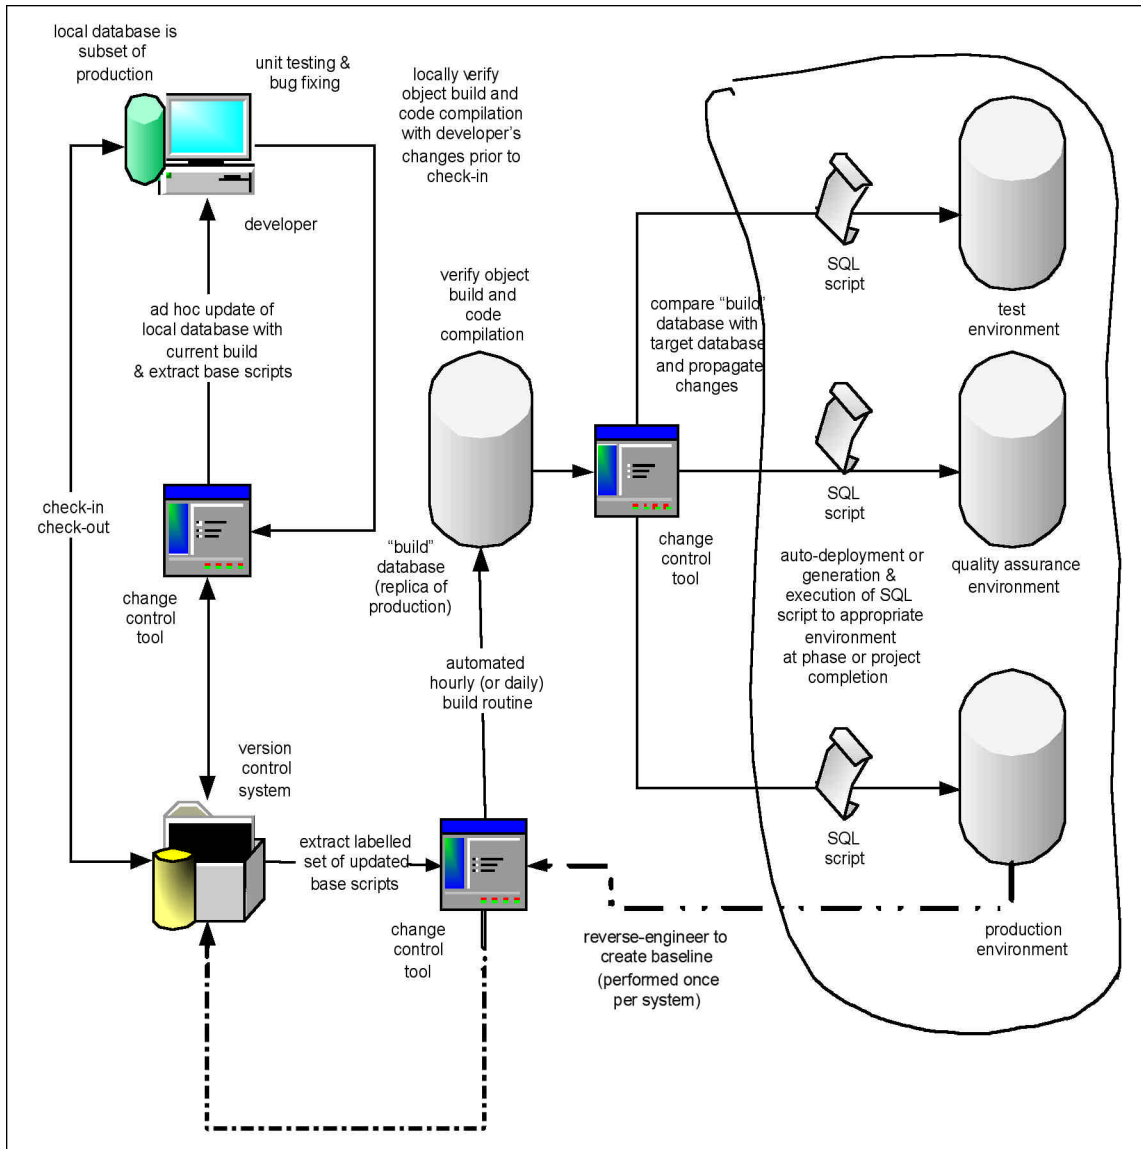 local database is
subset of
production
unit testing &
bug fixing
locally verify
object build and
code compilation
with developer's
changes prior to
check-in
developer
ad hoc update of
local database with
current build
& extract base scripts
check-in
check-out
change
control
tool
version
control
system
extract labelled
set of updated
base scripts
change
control
tool
automated
hourly (or daily)
build routine
"build"
database
(replica of
production)
verify object
build and
code
compilation
compare "build"
database with
target database
and propagate
changes
change control
tool
SQL
script
test
environment
SQL
script
quality assurance
environment
auto-deployment or
generation &
execution of SQL
script to appropriate
environment
at phase or project
completion
SQL
script
production
environment
reverse-engineer to
create baseline
(performed once
per system)